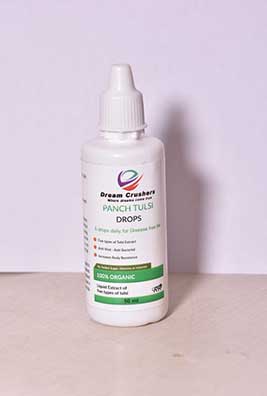 Dream Crushers
Where dreams come true
PANCH TULSI
DROPS
5 drops daily for Disease free life
Five types of Tulsi Extract
Anti Viral - Anti Bacterial
Increases Body Resistance
100% ORGANIC
Liquid Extract of
five types of tulsi
50 ml